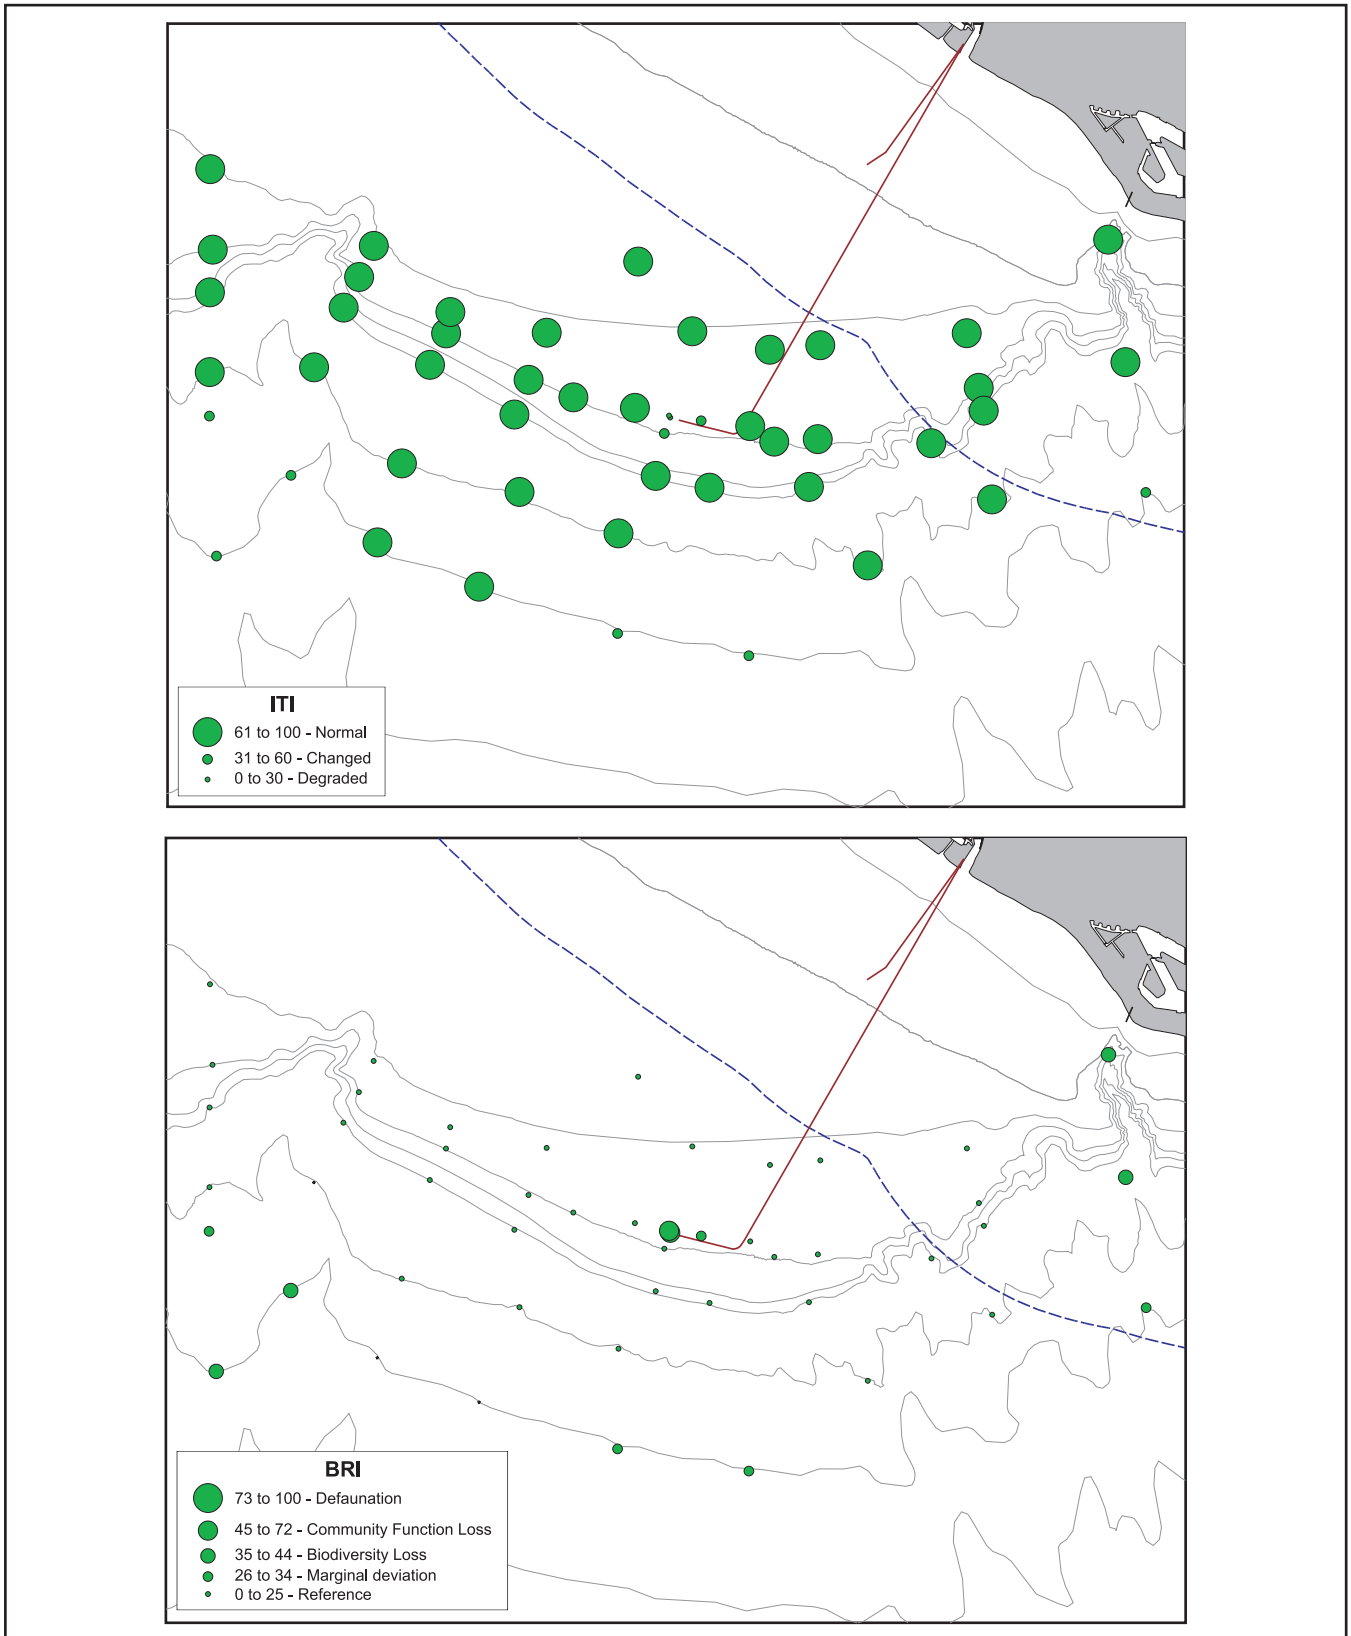 ITI
61 to 100 - Normal
31 to 60 - Changed
0 to 30 - Degraded
BRI
73 to 100 - Defaunation
45 to 72 - Community Function Loss
35 to 44 - Biodiversity Loss
26 to 34 - Marginal deviation
0 to 25 - Reference